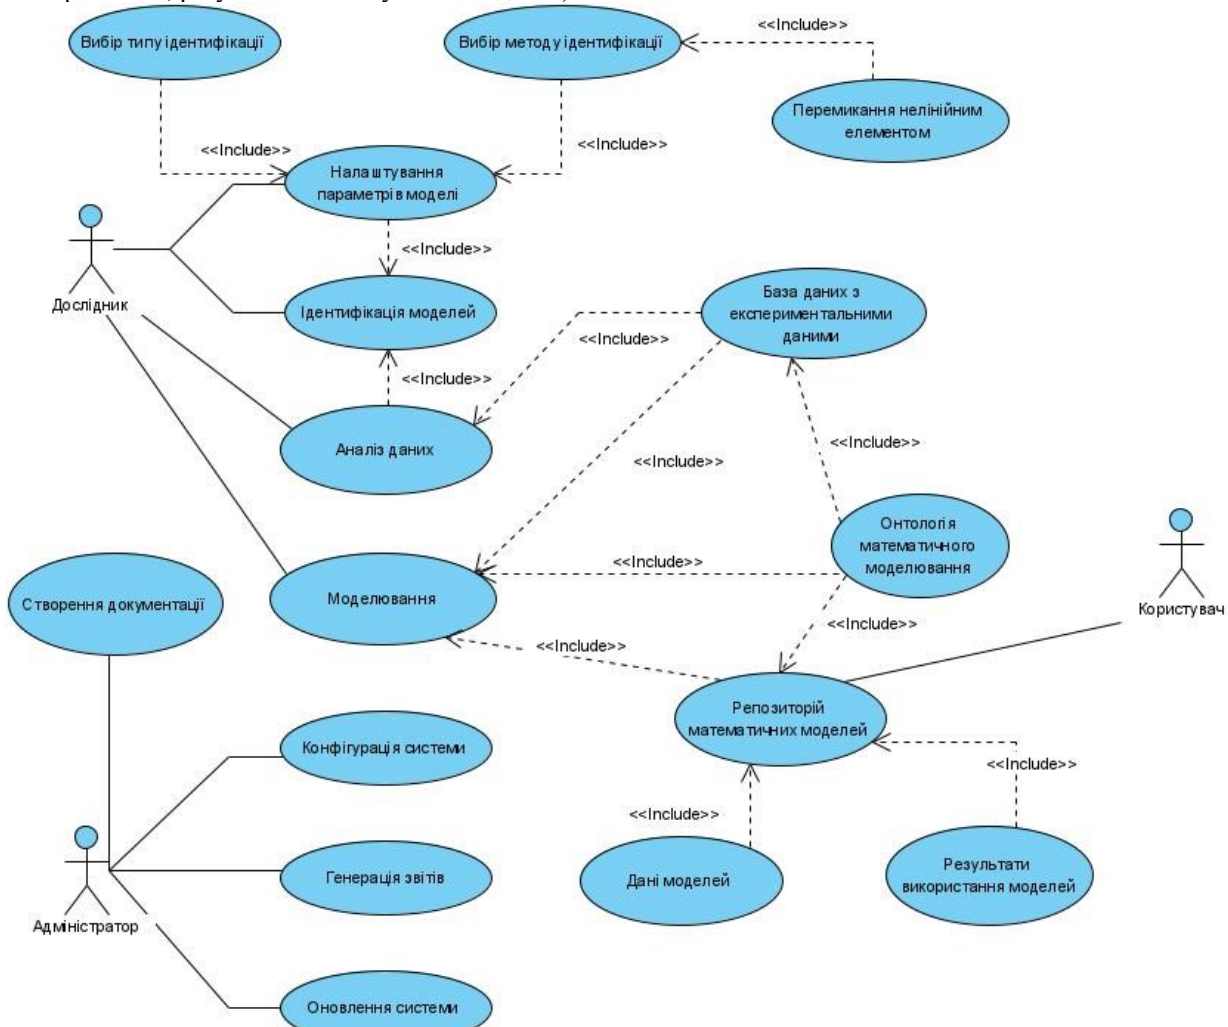 Вибір типу ідентифікації
Вибір методу ідентифікації
<<Include>>
Перемикання нелінійним
елементом
<<Include>>
<<Include>>
Налаштування
параметрів моделі
<<Include>>
Дослідник
Ідентифікація моделей
База даних з
експериментальними
даними
<<Include>>
<<Include>>
Аналіз даних
<<Include>>
<<Include>>
Онтологія
математичного
моделювання
<<Include>>
Моделювання
Створення документації
Користувач
<<Include>>
<<Include>>
Репозиторій
математичних моделей
Конфігурація системи
<<Include>>
<<Include>>
Результати
використання моделей
Дані моделей
Генерація звітів
Адміністратор
Оновлення системи